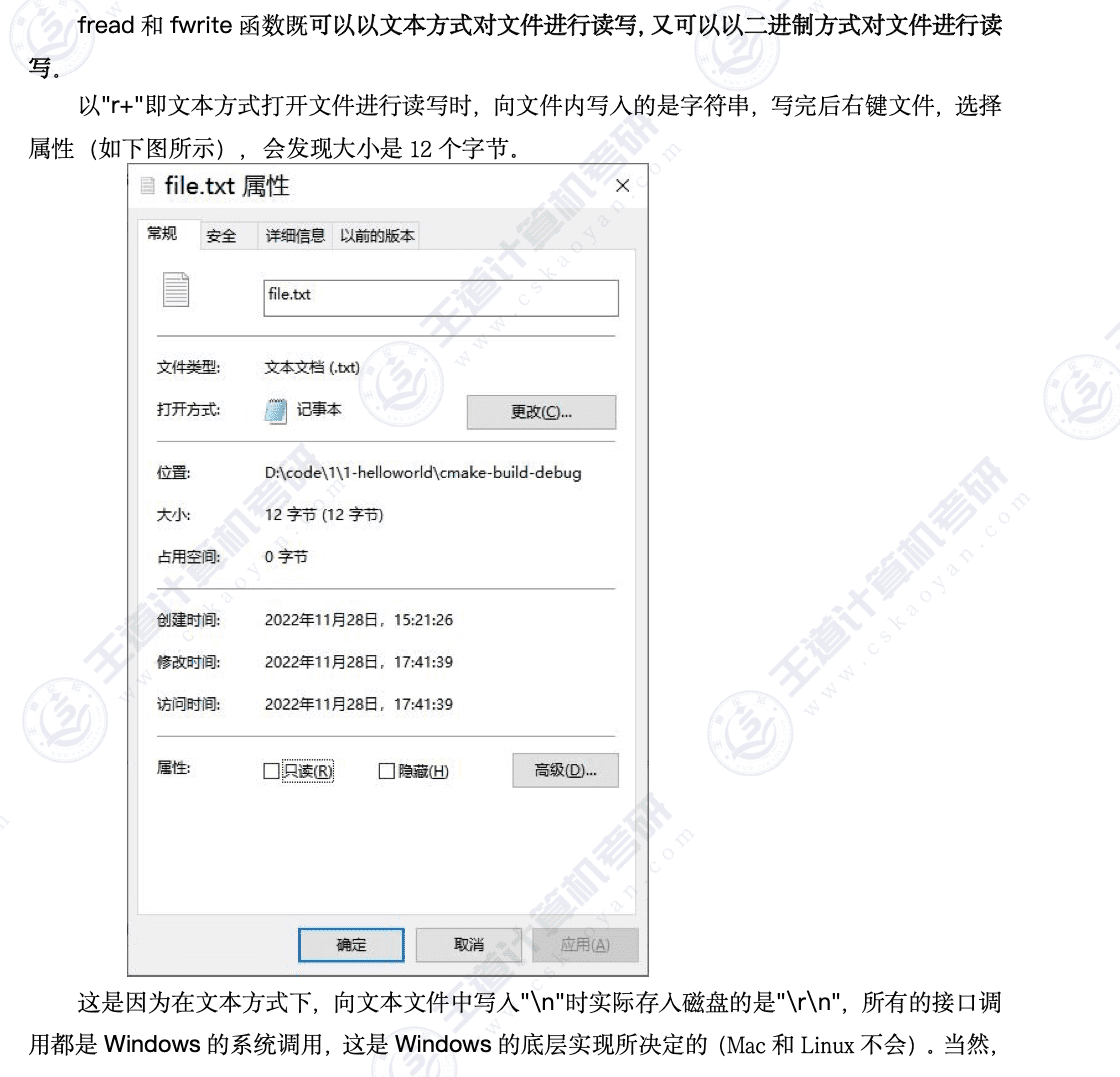 fread 和 fwrite 函数既可以以文本方式对文件进行读写，又可以以二进制方式对文件进行读
写．
以"r+"即文本方式打开文件进行读写时，向文件内写入的是字符串，写完后右键文件，选择
属性（如下图所示），会发现大小是 12 个字节．
file.txt 属性
常规 安全 详细信息 以前的版本
file.txt
文件类型: 文本文档 (.txt)
打开方式: 记事本 更改(C)...
位置: D:\code\1\1-helloworld\cmake-build-debug
大小: 12 字节 (12 字节)
占用空间: 0 字节
创建时间: 2022年11月28日，15:21:26
修改时间: 2022年11月28日，17:41:39
访问时间: 2022年11月28日，17:41:39
属性: 只读(R) 隐藏(H) 高级(D)...
确定 取消 应用(A)
这是因为在文本方式下，向文本文件中写入"\n"时实际存入磁盘的是"\r\n"，所有的接口调
用都是 Windows 的系统调用，这是 Windows 的底层实现所决定的（Mac 和 Linux 不会）．当然，
王道计算机考研
www.cskaoyan.com